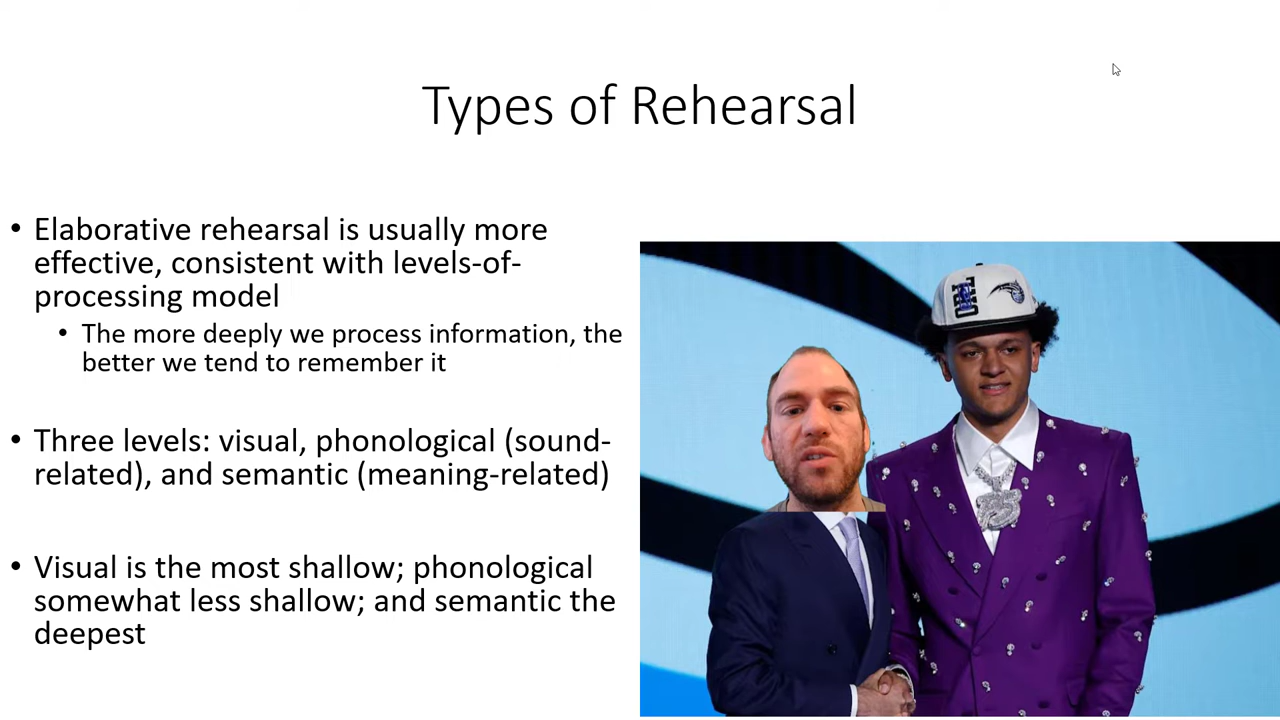 Types of Rehearsal
• Elaborative rehearsal is usually more
effective, consistent with levels-of-
processing model
• The more deeply we process information, the
better we tend to remember it
• Three levels: visual, phonological (sound-
related), and semantic (meaning-related)
• Visual is the most shallow; phonological
somewhat less shallow; and semantic the
deepest